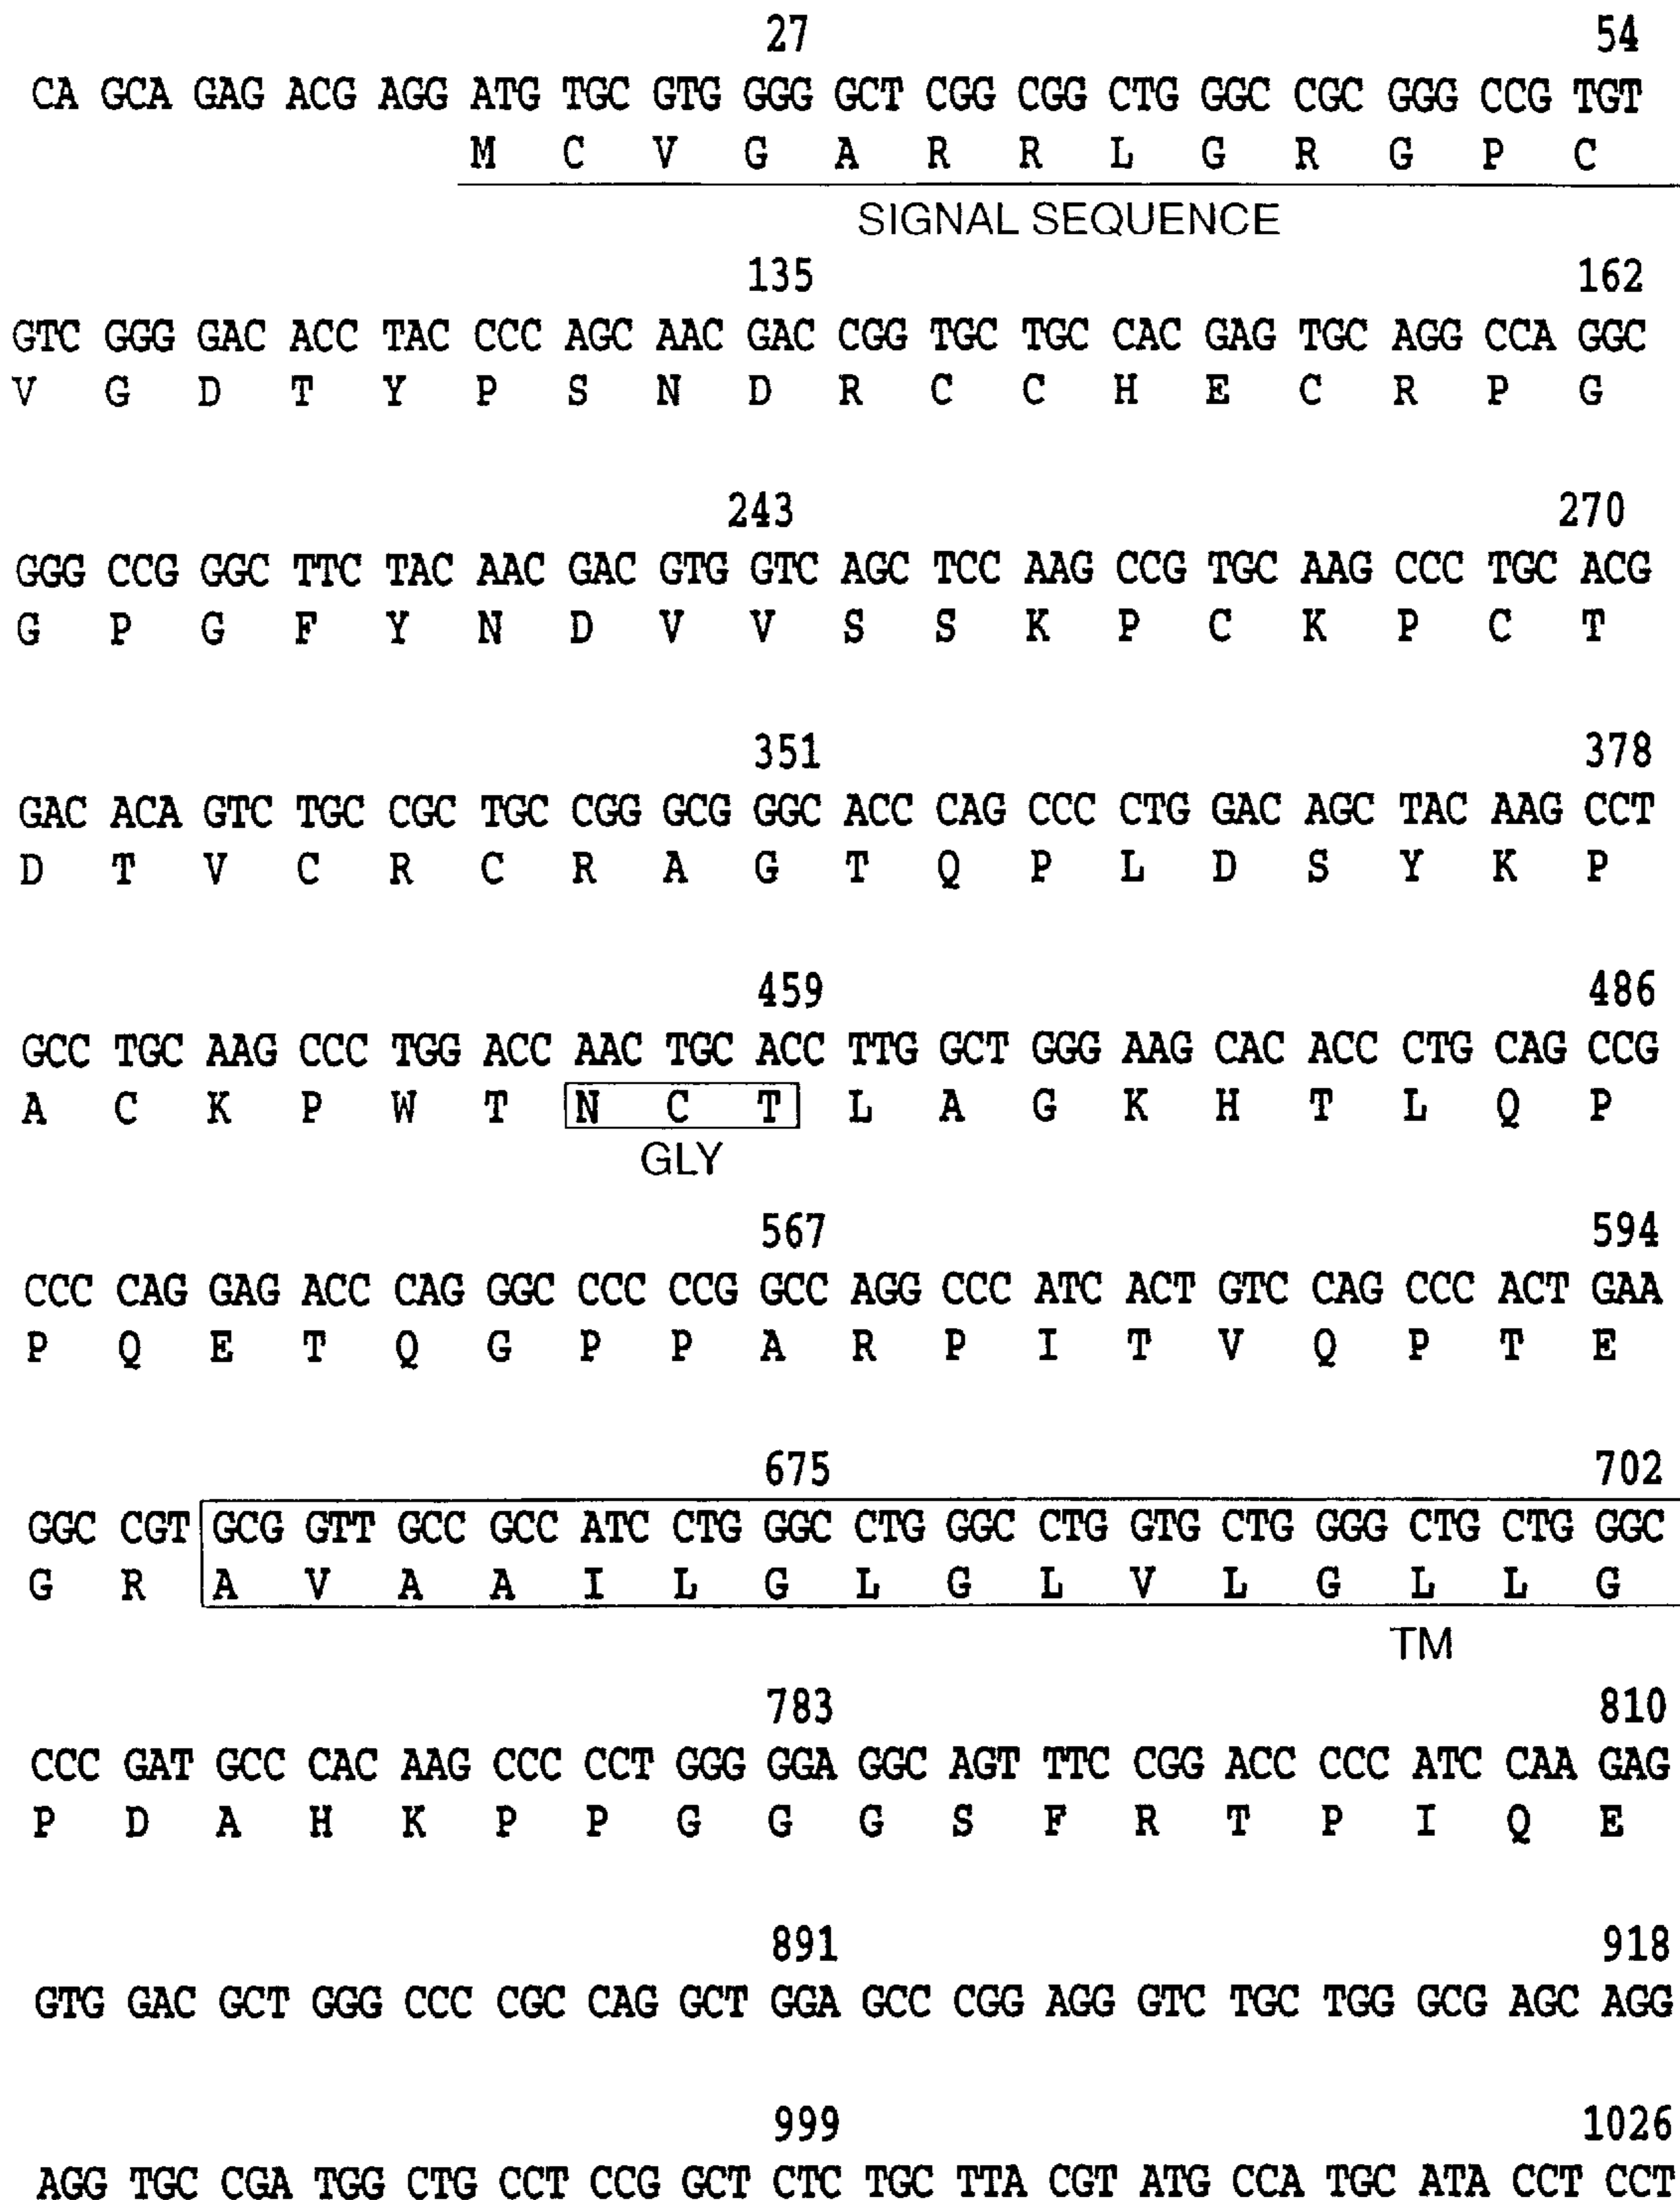 27 54
CA GCA GAG ACG AGG ATG TGC GTG GGG GCT CGG CGG CTG GGC CGC GGG CCG TGT
M C V G A R R L G R G P C
SIGNAL SEQUENCE
135 162
GTC GGG GAC ACC TAC CCC AGC AAC GAC CGG TGC TGC CAC GAG TGC AGG CCA GGC
V G D T Y P S N D R C C H E C R P G
243 270
GGG CCG GGC TTC TAC AAC GAC GTG GTC AGC TCC AAG CCG TGC AAG CCC TGC ACG
G P G F Y N D V V S S K P C K P C T
351 378
GAC ACA GTC TGC CGC TGC CGG GCG GGC ACC CAG CCC CTG GAC AGC TAC AAG CCT
D T V C R C R A G T Q P L D S Y K P
459 486
GCC TGC AAG CCC TGG ACC AAC TGC ACC TTG GCT GGG AAG CAC ACC CTG CAG CCG
A C K P W T N C T L A G K H T L Q P
GLY
567 594
CCC CAG GAG ACC CAG GGC CCC CCG GCC AGG CCC ATC ACT GTC CAG CCC ACT GAA
P Q E T Q G P P A R P I T V Q P T E
675 702
GGC CGT GCG GTT GCC GCC ATC CTG GGC CTG GGC CTG GTG CTG GGG CTG CTG GGC
G R A V A A I L G L G L V L G L L G
TM
783 810
CCC GAT GCC CAC AAG CCC CCT GGG GGA GGC AGT TTC CGG ACC CCC ATC CAA GAG
P D A H K P P G G G S F R T P I Q E
891 918
GTG GAC GCT GGG CCC CGC CAG GCT GGA GCC CGG AGG GTC TGC TGG GCG AGC AGG
999 1026
AGG TGC CGA TGG CTG CCT CCG GCT CTC TGC TTA CGT ATG CCA TGC ATA CCT CCT